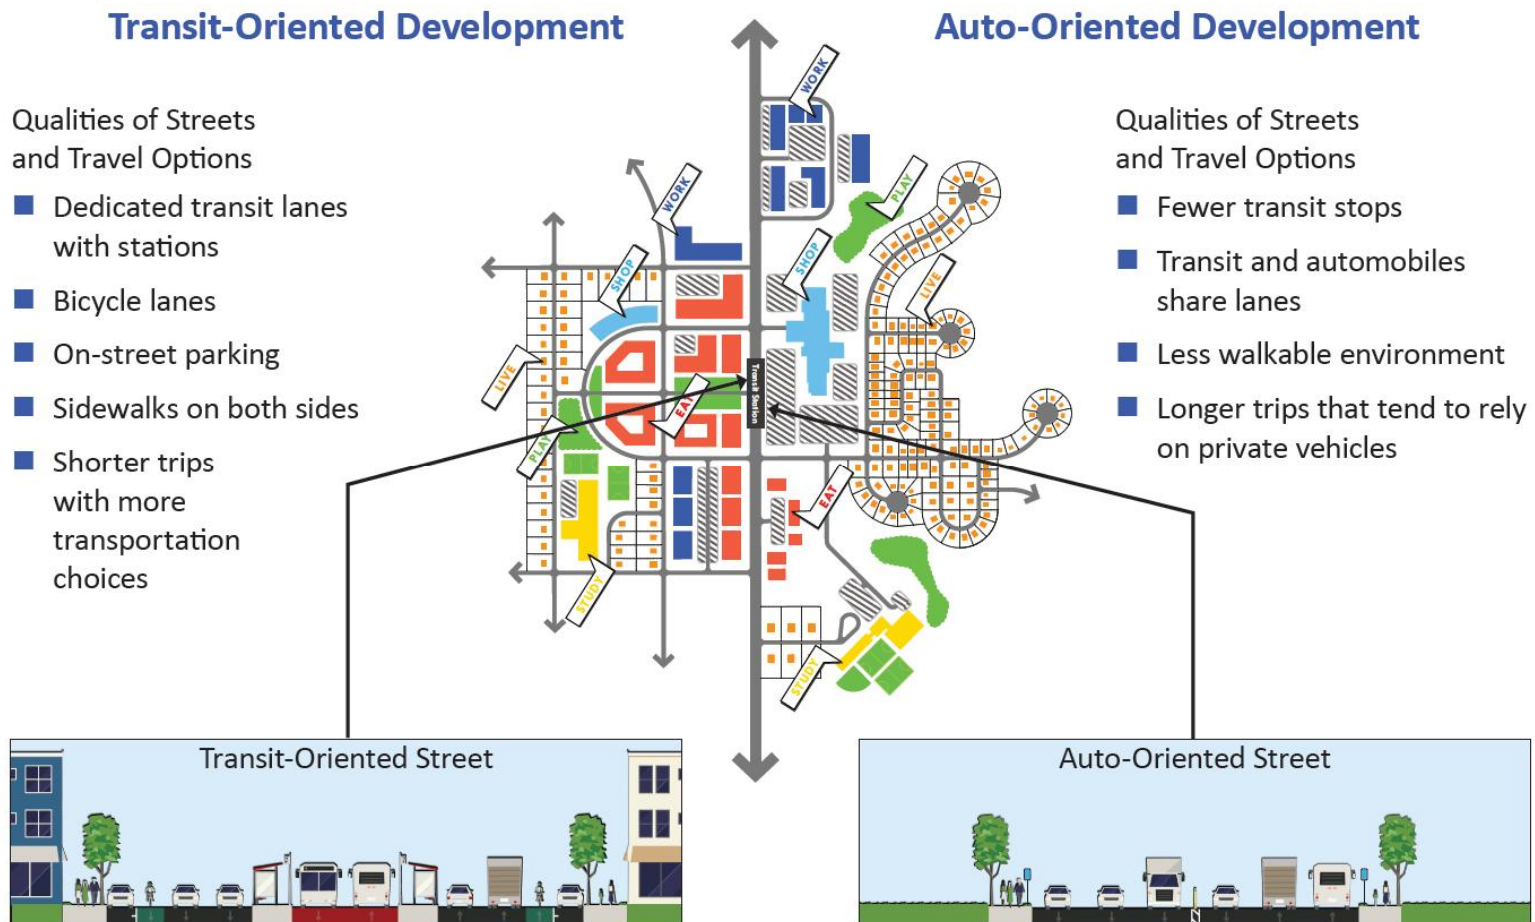 Transit-Oriented Development
Auto-Oriented Development
Qualities of Streets
and Travel Options
Dedicated transit lanes
with stations
Bicycle lanes
On-street parking
Sidewalks on both sides
Shorter trips
with more
transportation
choices
WORK
WORK
PLAY
SHOP
SHOP
LIVE
LIVE
Transit Station
EAT
PLAY
EAT
STUDY
STUDY
Qualities of Streets
and Travel Options
Fewer transit stops
Transit and automobiles
share lanes
Less walkable environment
Longer trips that tend to rely
on private vehicles
Transit-Oriented Street
Auto-Oriented Street